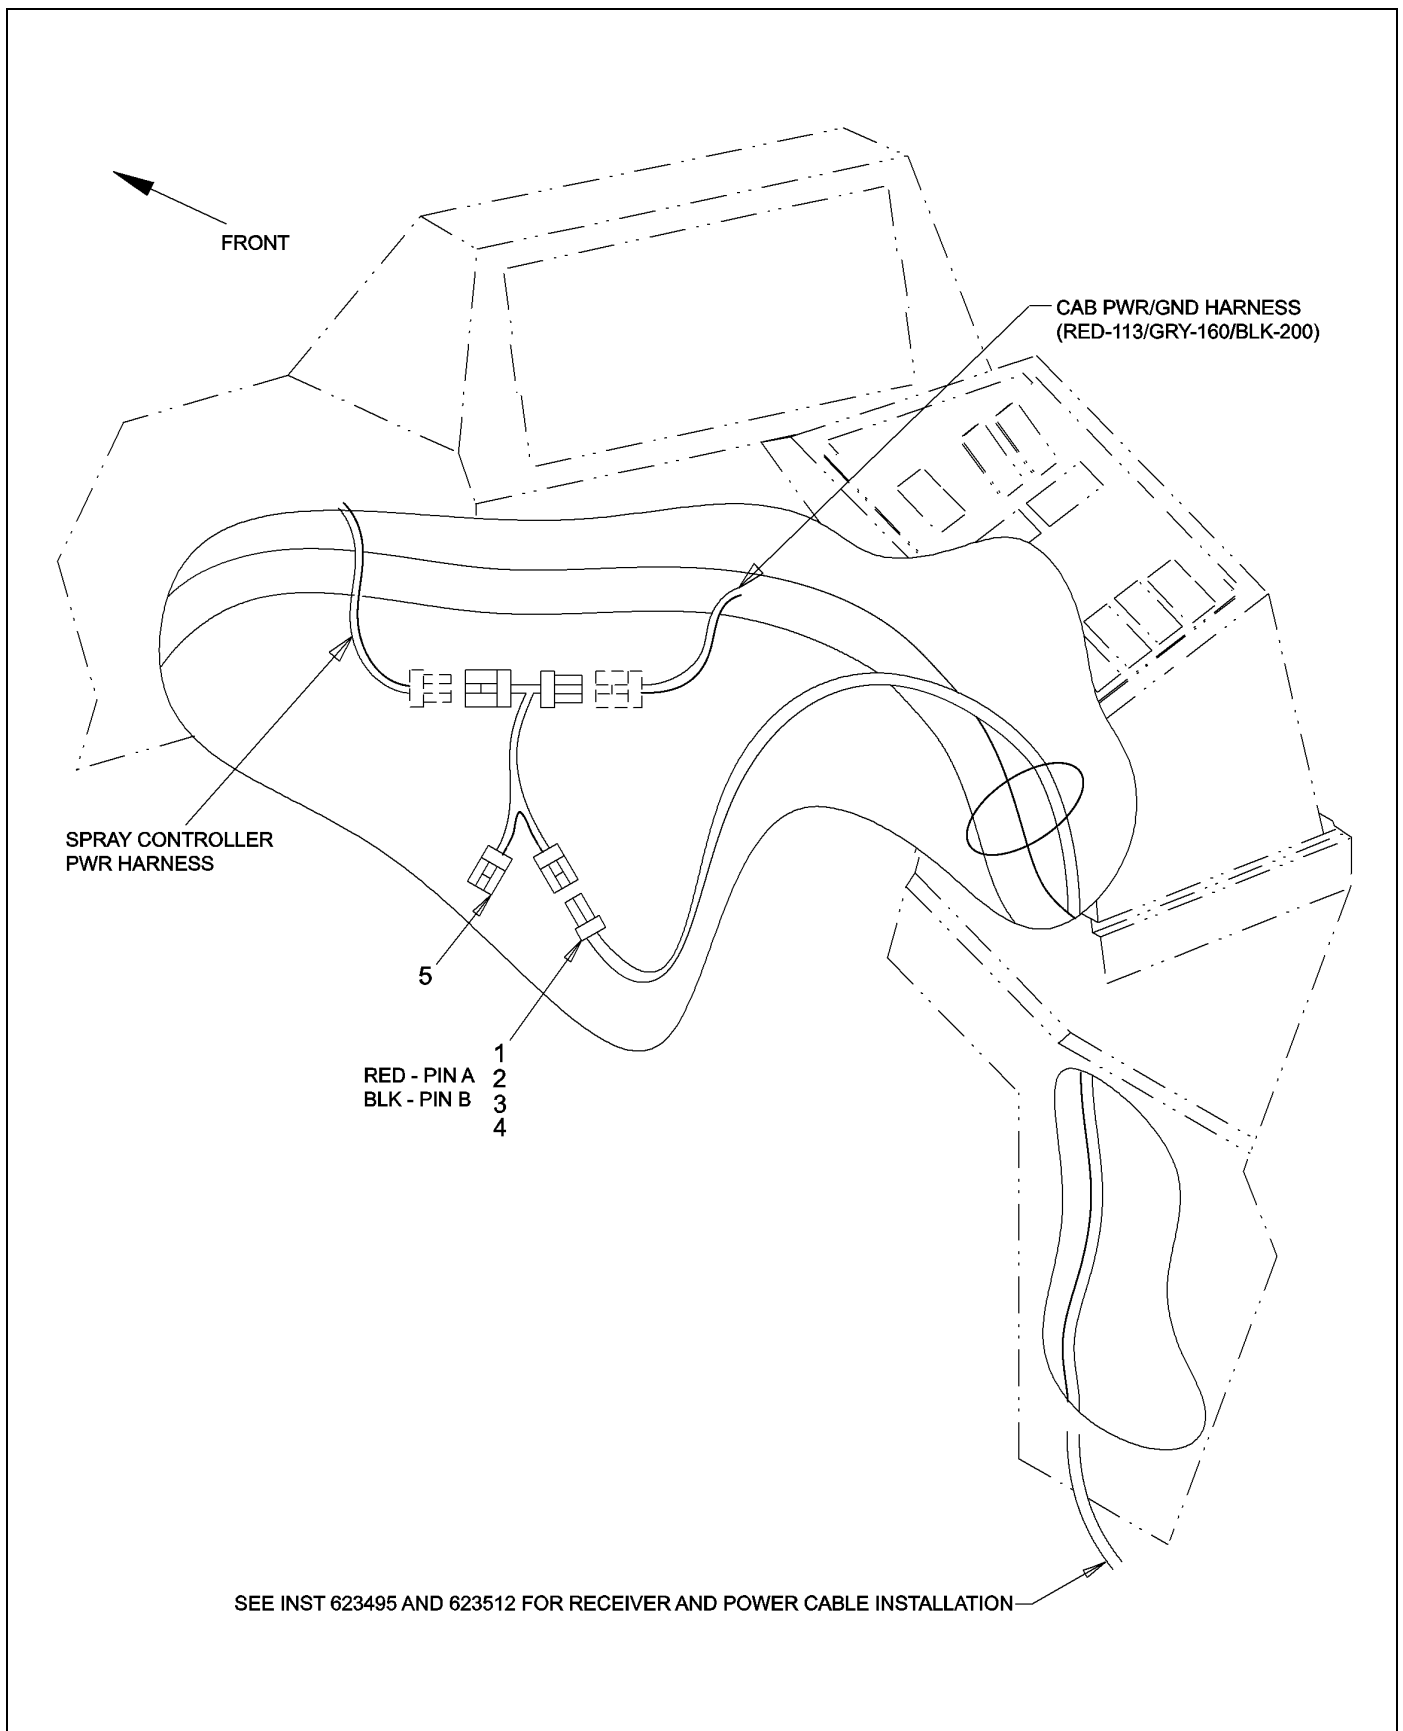 FRONT
CAB PWR/GND HARNESS
(RED-113/GRY-160/BLK-200)
SPRAY CONTROLLER
PWR HARNESS
5
1
RED - PIN A 2
BLK - PIN B 3
4
SEE INST 623495 AND 623512 FOR RECEIVER AND POWER CABLE INSTALLATION